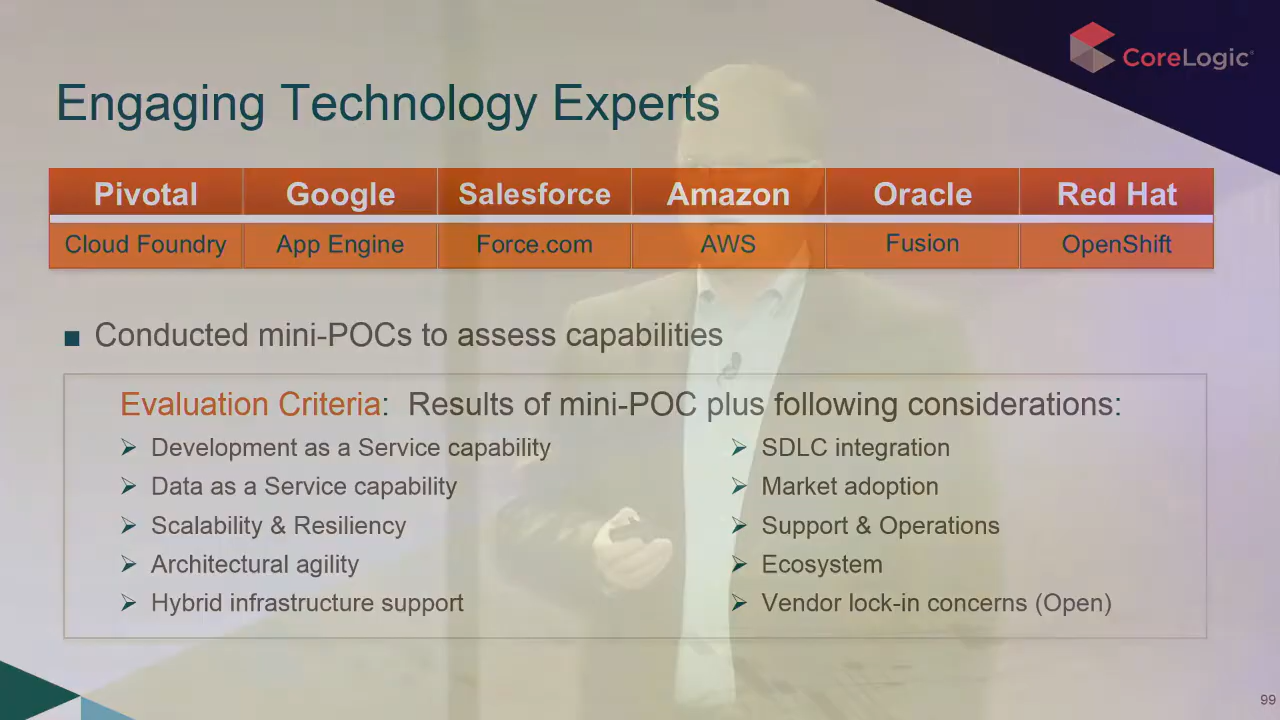 CoreLogic
Engaging Technology Experts
Pivotal Google Salesforce Amazon Oracle Red Hat
Cloud Foundry App Engine Force.com AWS Fusion OpenShift
■ Conducted mini-POCs to assess capabilities
Evaluation Criteria: Results of mini-POC plus following considerations:
➢ Development as a Service capability
➢ Data as a Service capability
➢ Scalability & Resiliency
➢ Architectural agility
➢ Hybrid infrastructure support
➢ SDLC integration
➢ Market adoption
➢ Support & Operations
➢ Ecosystem
➢ Vendor lock-in concerns (Open)
99